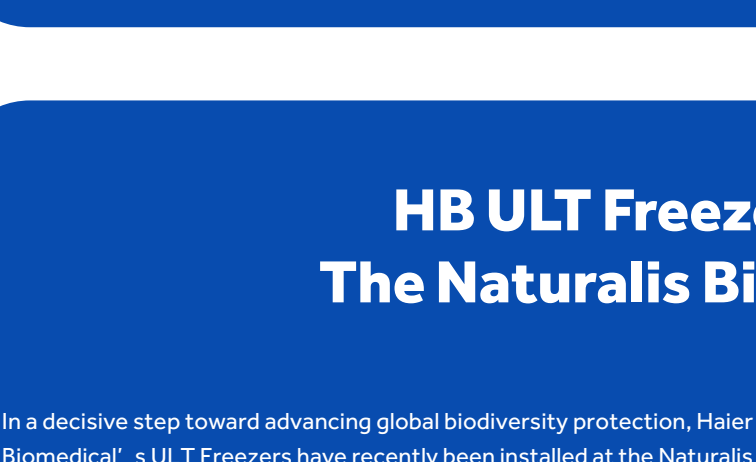 HB ULT Freez
The Naturalis Bi
In a decisive step toward advancing global biodiversity protection, Haier
Biomedical’ s ULT Freezers have recently been installed at the Naturalis